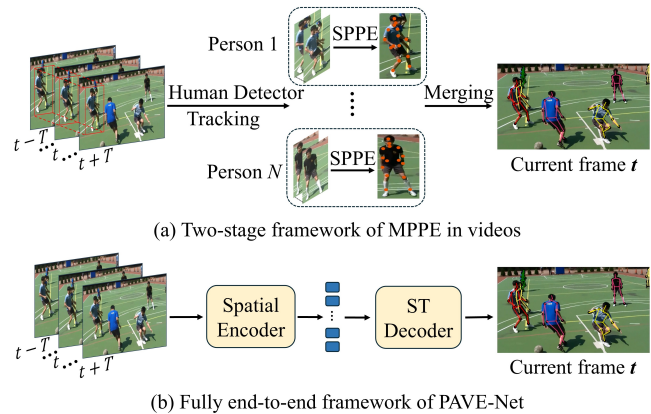 Person 1
SPPE
Human Detector
Tracking
Merging
t − T
... t ...
t + T
Person N
SPPE
Current frame t
(a) Two-stage framework of MPPE in videos
Spatial
Encoder
ST
Decoder
t − T
... t ...
t + T
Current frame t
(b) Fully end-to-end framework of PAVE-Net